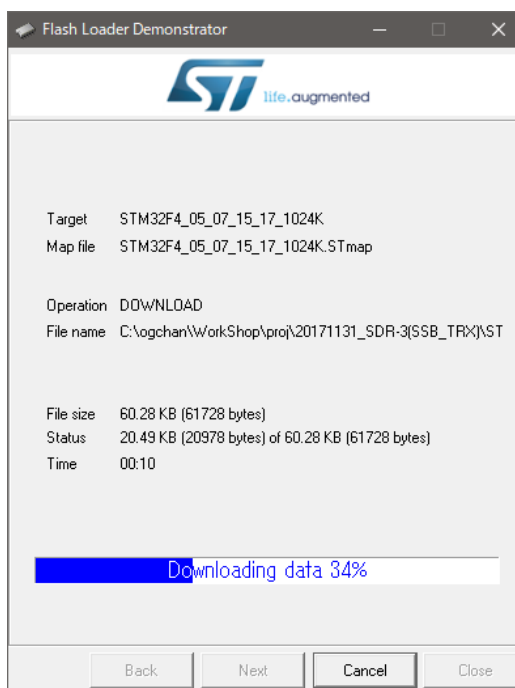 Flash Loader Demonstrator
ST life.augmented
Target STM32F4_05_07_15_17_1024K
Map file STM32F4_05_07_15_17_1024K.STmap
Operation DOWNLOAD
File name C:\ogchan\WorkShop\proj\20171131_SDR-3(SSB_TRX)\ST
File size 60.28 KB (61728 bytes)
Status 20.49 KB (20978 bytes) of 60.28 KB (61728 bytes)
Time 00:10
Downloading data 34%
Back Next Cancel Close